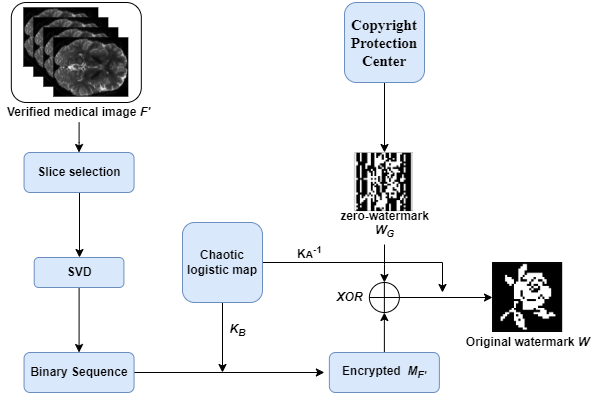 Copyright
Protection
Center
Verified medical image F'
Slice selection
zero-watermark
W_G
Chaotic
logistic map
K_A^-1
SVD
XOR
K_B
Original watermark W
Binary Sequence
Encrypted M_F'